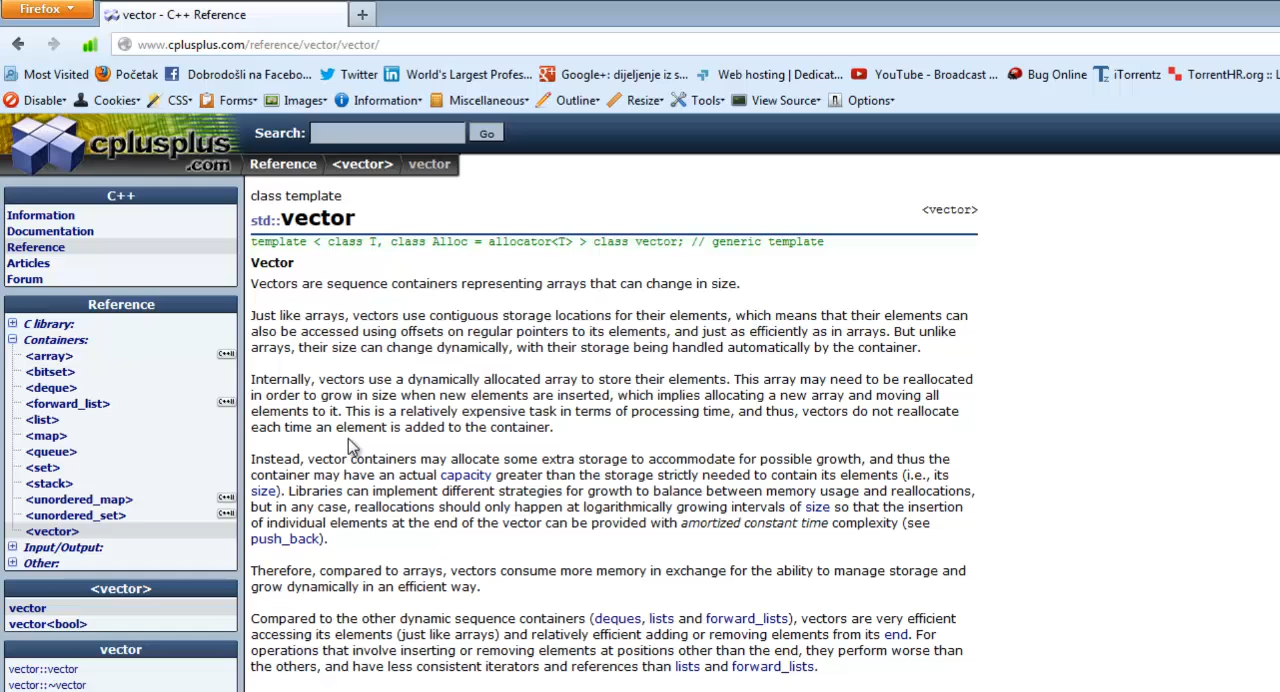 Firefox
vector - C++ Reference
www.cplusplus.com/reference/vector/vector/
Most Visited Početak Dobrodošli na Facebo... Twitter World's Largest Profes... Google+: dijeljenje iz s... Web hosting | Dedicat... YouTube - Broadcast ... Bug Online iTorrentz TorrentHR.org :: L
Disable Cookies CSS Forms Images Information Miscellaneous Outline Resize Tools View Source Options
cplusplus
.com
Search: Go
Reference <vector> vector
C++
Information
Documentation
Reference
Articles
Forum
Reference
C library:
Containers:
<array> C++11
<bitset>
<deque>
<forward_list> C++11
<list>
<map>
<queue>
<set>
<stack>
<unordered_map> C++11
<unordered_set> C++11
<vector>
Input/Output:
Other:
<vector>
vector
vector<bool>
vector
vector::vector
vector::~vector
class template
std::vector <vector>
template < class T, class Alloc = allocator<T> > class vector; // generic template
Vector
Vectors are sequence containers representing arrays that can change in size.
Just like arrays, vectors use contiguous storage locations for their elements, which means that their elements can
also be accessed using offsets on regular pointers to its elements, and just as efficiently as in arrays. But unlike
arrays, their size can change dynamically, with their storage being handled automatically by the container.
Internally, vectors use a dynamically allocated array to store their elements. This array may need to be reallocated
in order to grow in size when new elements are inserted, which implies allocating a new array and moving all
elements to it. This is a relatively expensive task in terms of processing time, and thus, vectors do not reallocate
each time an element is added to the container.
Instead, vector containers may allocate some extra storage to accommodate for possible growth, and thus the
container may have an actual capacity greater than the storage strictly needed to contain its elements (i.e., its
size). Libraries can implement different strategies for growth to balance between memory usage and reallocations,
but in any case, reallocations should only happen at logarithmically growing intervals of size so that the insertion
of individual elements at the end of the vector can be provided with amortized constant time complexity (see
push_back).
Therefore, compared to arrays, vectors consume more memory in exchange for the ability to manage storage and
grow dynamically in an efficient way.
Compared to the other dynamic sequence containers (deques, lists and forward_lists), vectors are very efficient
accessing its elements (just like arrays) and relatively efficient adding or removing elements from its end. For
operations that involve inserting or removing elements at positions other than the end, they perform worse than
the others, and have less consistent iterators and references than lists and forward_lists.